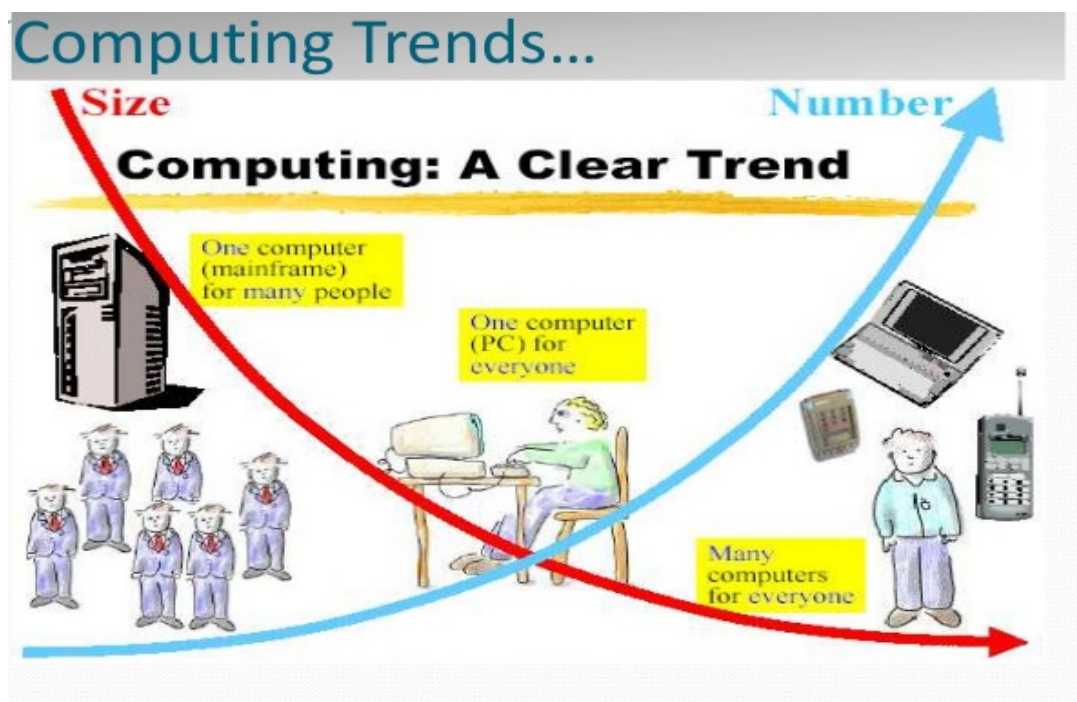 Computing Trends...
Size
Number
Computing: A Clear Trend
One computer
(mainframe)
for many people
One computer
(PC) for
everyone
Many
computers
for everyone